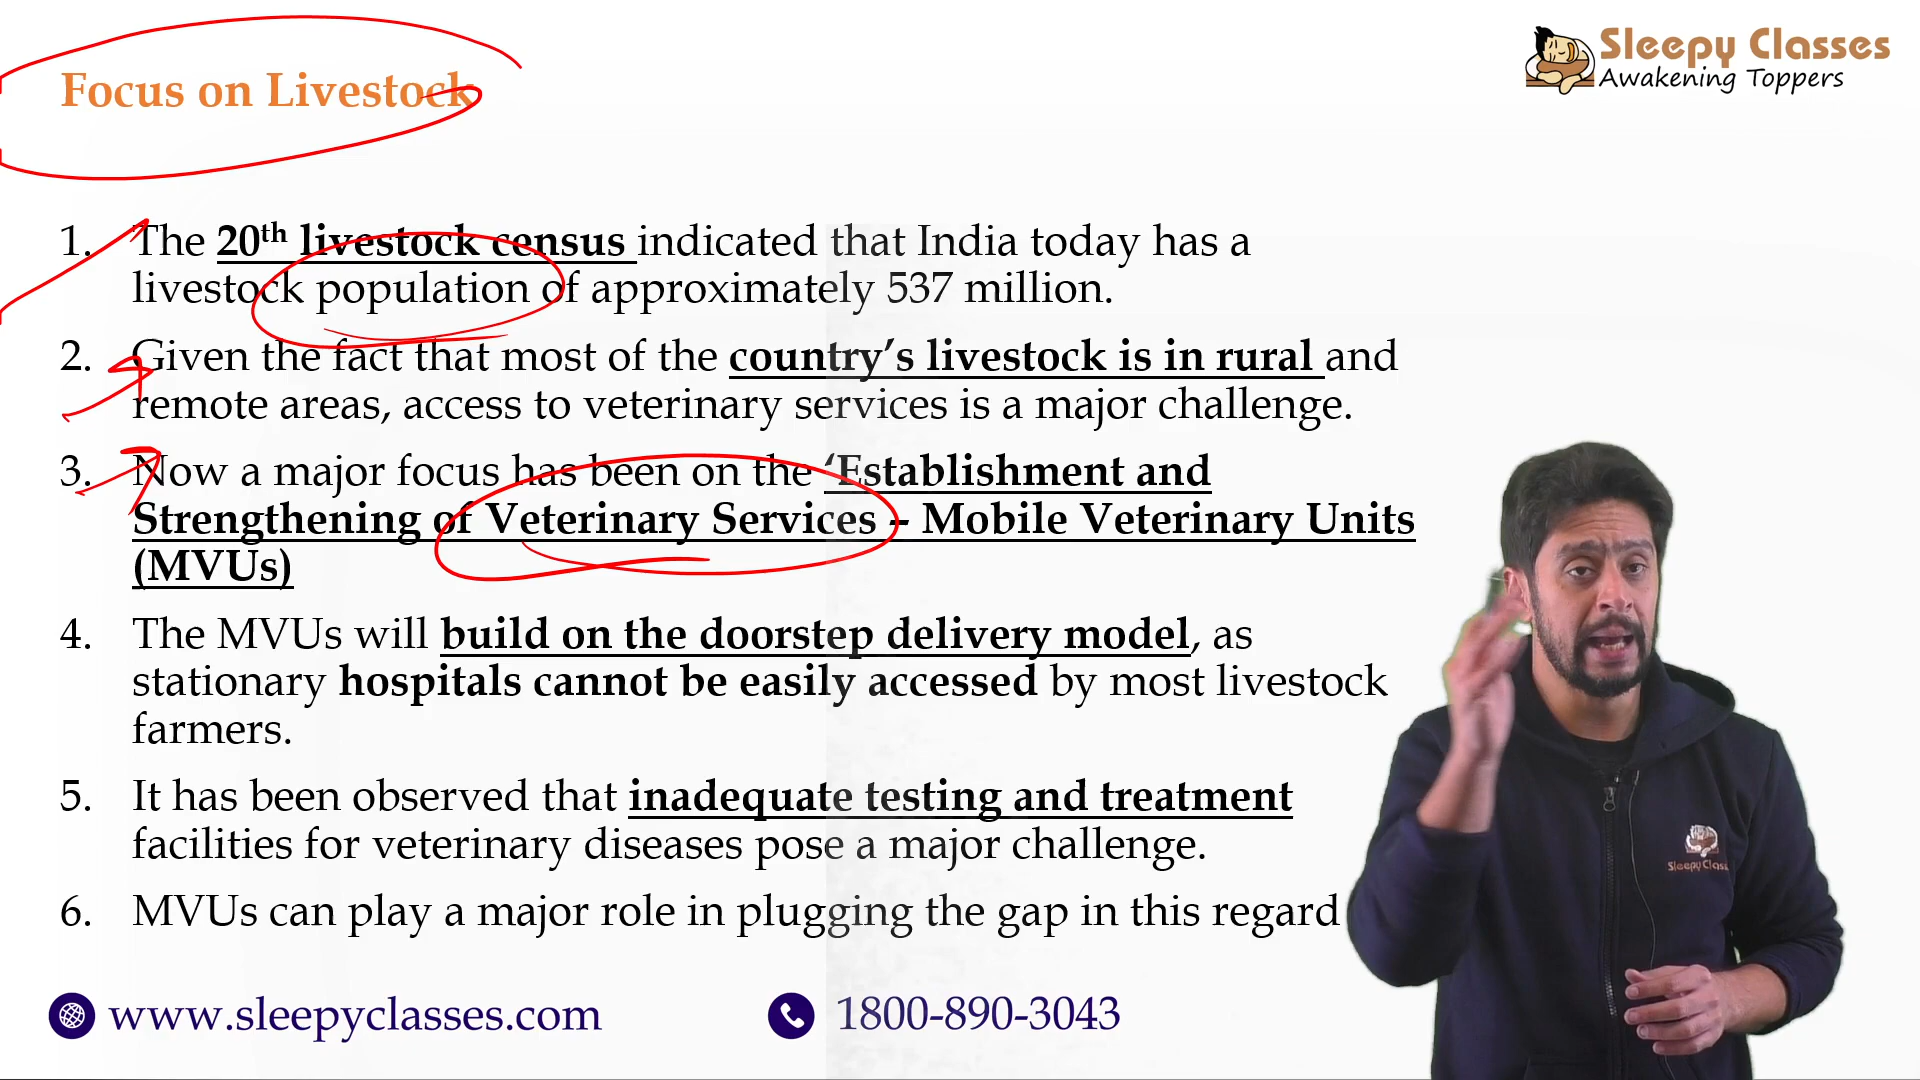 Focus on Livestock
Sleepy Classes
Awakening Toppers
1. The 20th livestock census indicated that India today has a
livestock population of approximately 537 million.
2. Given the fact that most of the country’s livestock is in rural and
remote areas, access to veterinary services is a major challenge.
3. Now a major focus has been on the ‘Establishment and
Strengthening of Veterinary Services – Mobile Veterinary Units
(MVUs)
4. The MVUs will build on the doorstep delivery model, as
stationary hospitals cannot be easily accessed by most livestock
farmers.
5. It has been observed that inadequate testing and treatment
facilities for veterinary diseases pose a major challenge.
6. MVUs can play a major role in plugging the gap in this regard
Sleepy Class
www.sleepyclasses.com
1800-890-3043